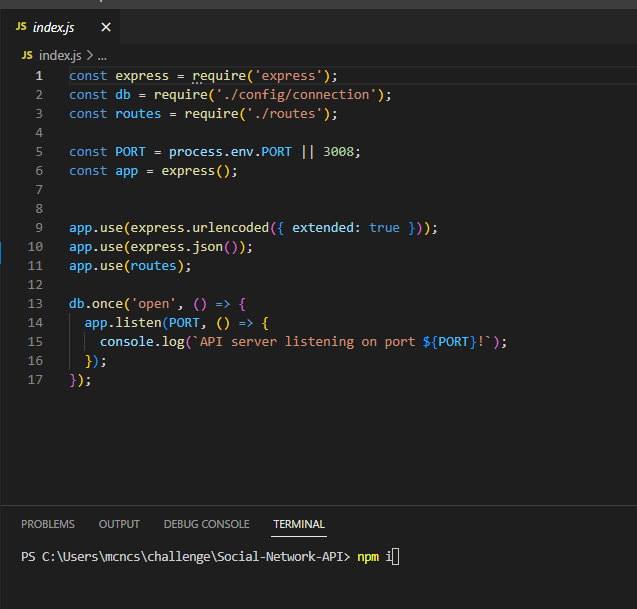 JS index.js ×
JS index.js > ...
1 const express = require('express');
2 const db = require('./config/connection');
3 const routes = require('./routes');
4
5 const PORT = process.env.PORT || 3008;
6 const app = express();
7
8
9 app.use(express.urlencoded({ extended: true }));
10 app.use(express.json());
11 app.use(routes);
12
13 db.once('open', () => {
14   app.listen(PORT, () => {
15     console.log(`API server listening on port ${PORT}!`);
16   });
17 });
PROBLEMS OUTPUT DEBUG CONSOLE TERMINAL
PS C:\Users\mcncs\challenge\Social-Network-API> npm i